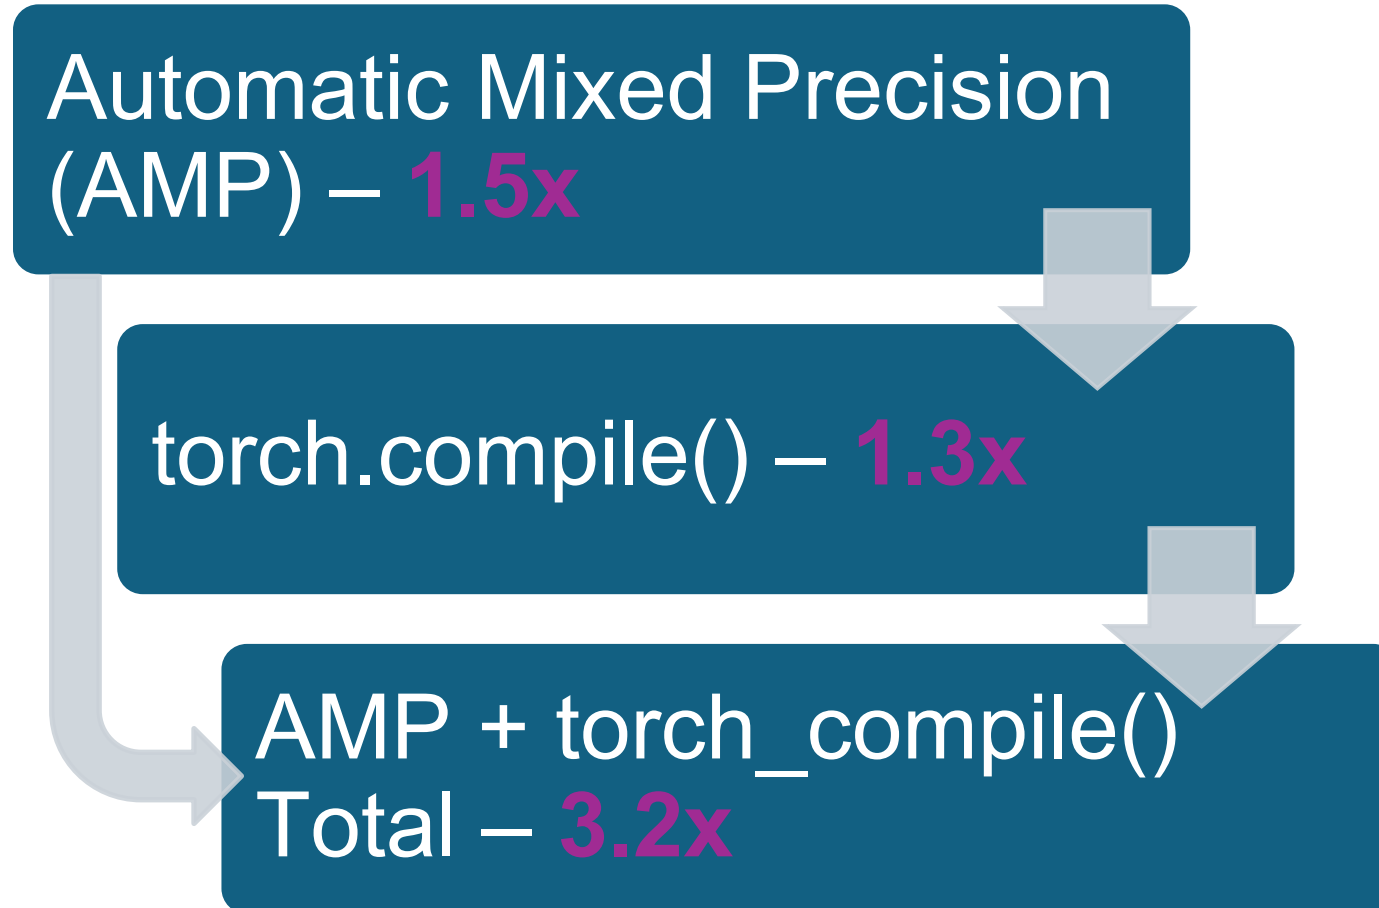 Automatic Mixed Precision
(AMP) – 1.5x
torch.compile() – 1.3x
AMP + torch_compile()
Total – 3.2x